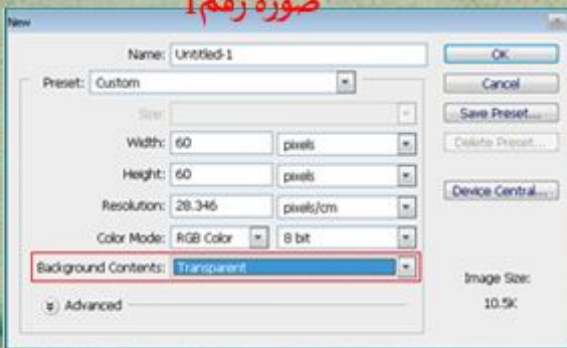 صورة رقم1
New
Name: Untitled-1
OK
Preset: Custom
Cancel
Size:
Save Preset...
Width: 60 pixels
Delete Preset...
Height: 60 pixels
Device Central...
Resolution: 28.346 pixels/cm
Color Mode: RGB Color 8 bit
Background Contents: Transparent
Image Size:
Advanced
10.5K